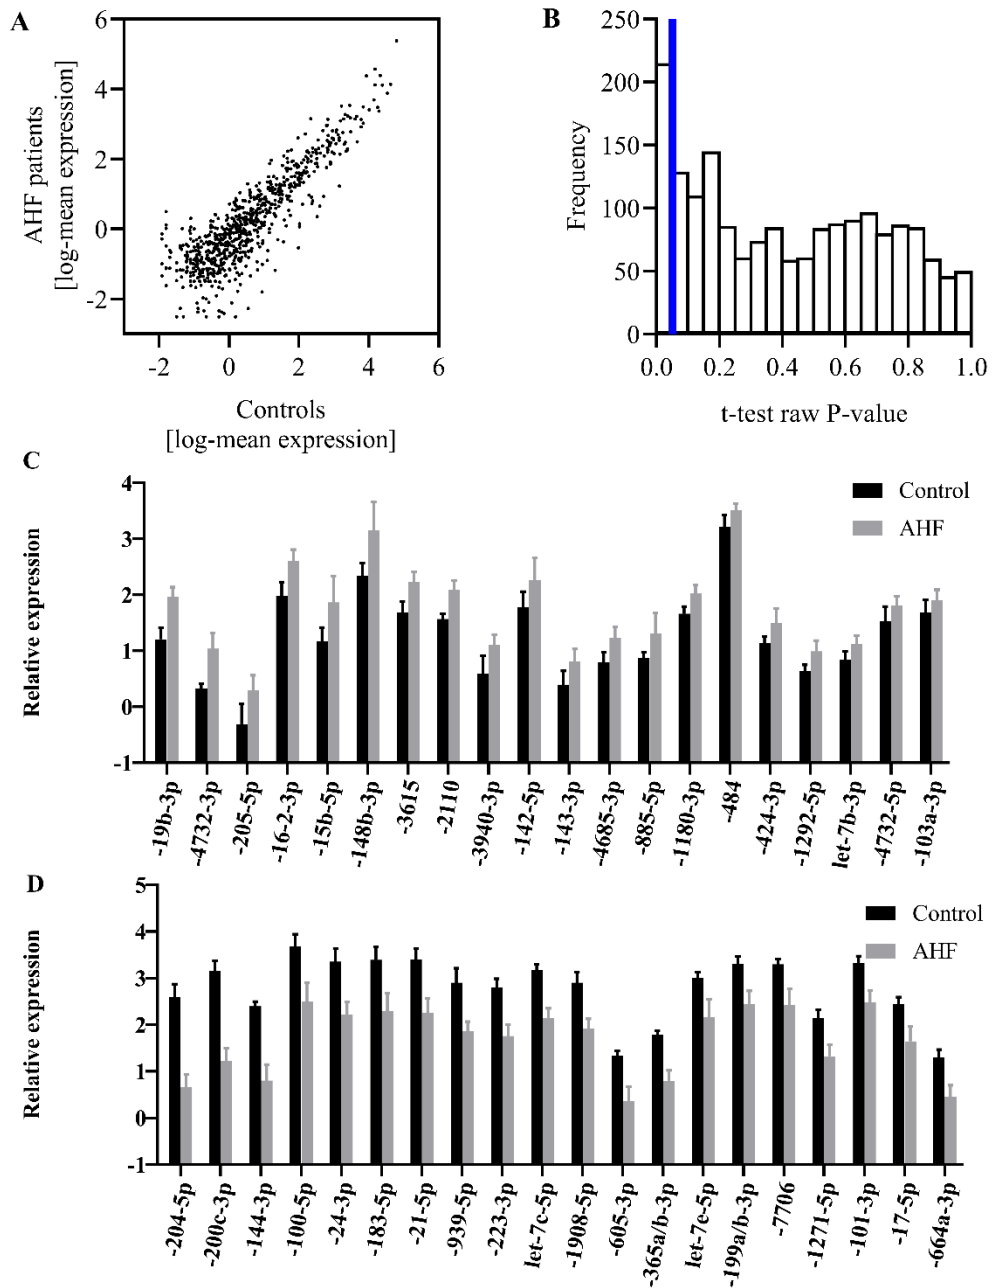 A
6
4
2
0
-2
AHF patients
[log-mean expression]
-2 0 2 4 6
Controls
[log-mean expression]
B
250
200
150
100
50
0
Frequency
0.0 0.2 0.4 0.6 0.8 1.0
t-test raw P-value
C
4
3
2
1
0
-1
Relative expression
Control
AHF
-19b-3p
-4732-3p
-205-5p
-16-2-3p
-15b-5p
-148b-3p
-3615
-2110
-3940-3p
-142-5p
-143-3p
-4685-3p
-885-5p
-1180-3p
-484
-424-3p
-1292-5p
let-7b-3p
-4732-5p
-103a-3p
D
5
4
3
2
1
0
-1
Relative expression
Control
AHF
-204-5p
-200c-3p
-144-3p
-100-5p
-24-3p
-183-5p
-21-5p
-939-5p
-223-3p
let-7c-5p
-1908-5p
-605-3p
-365a/b-3p
let-7e-5p
-199a/b-3p
-7706
-1271-5p
-101-3p
-17-5p
-664a-3p